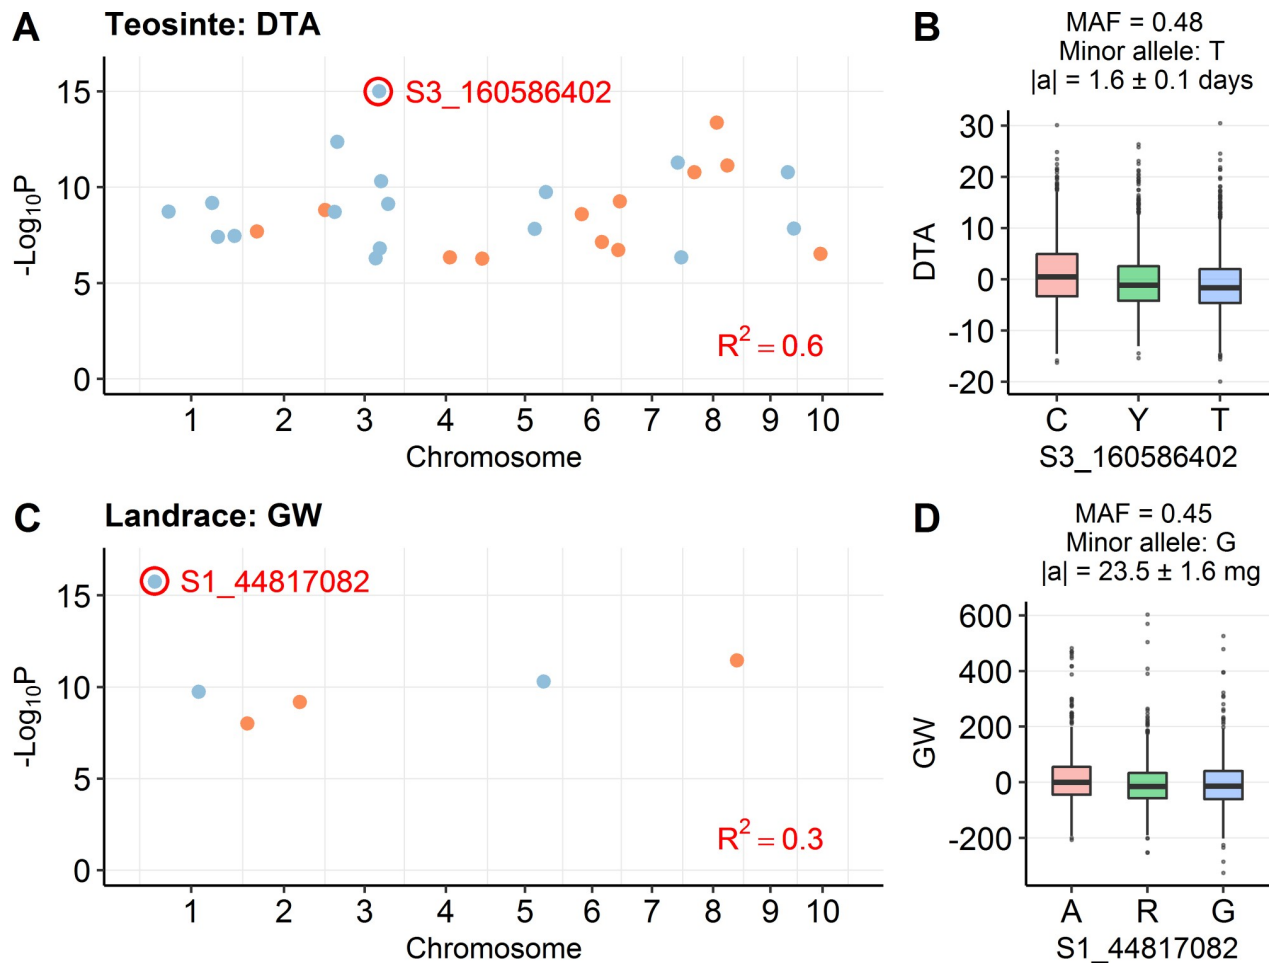 A
Teosinte: DTA
-Log10P
15
10
5
0
S3_160586402
R2 = 0.6
1 2 3 4 5 6 7 8 9 10
Chromosome
B
MAF = 0.48
Minor allele: T
|a| = 1.6 ± 0.1 days
DTA
30
20
10
0
-10
-20
C Y T
S3_160586402
C
Landrace: GW
-Log10P
15
10
5
0
S1_44817082
R2 = 0.3
1 2 3 4 5 6 7 8 9 10
Chromosome
D
MAF = 0.45
Minor allele: G
|a| = 23.5 ± 1.6 mg
GW
600
400
200
0
-200
A R G
S1_44817082